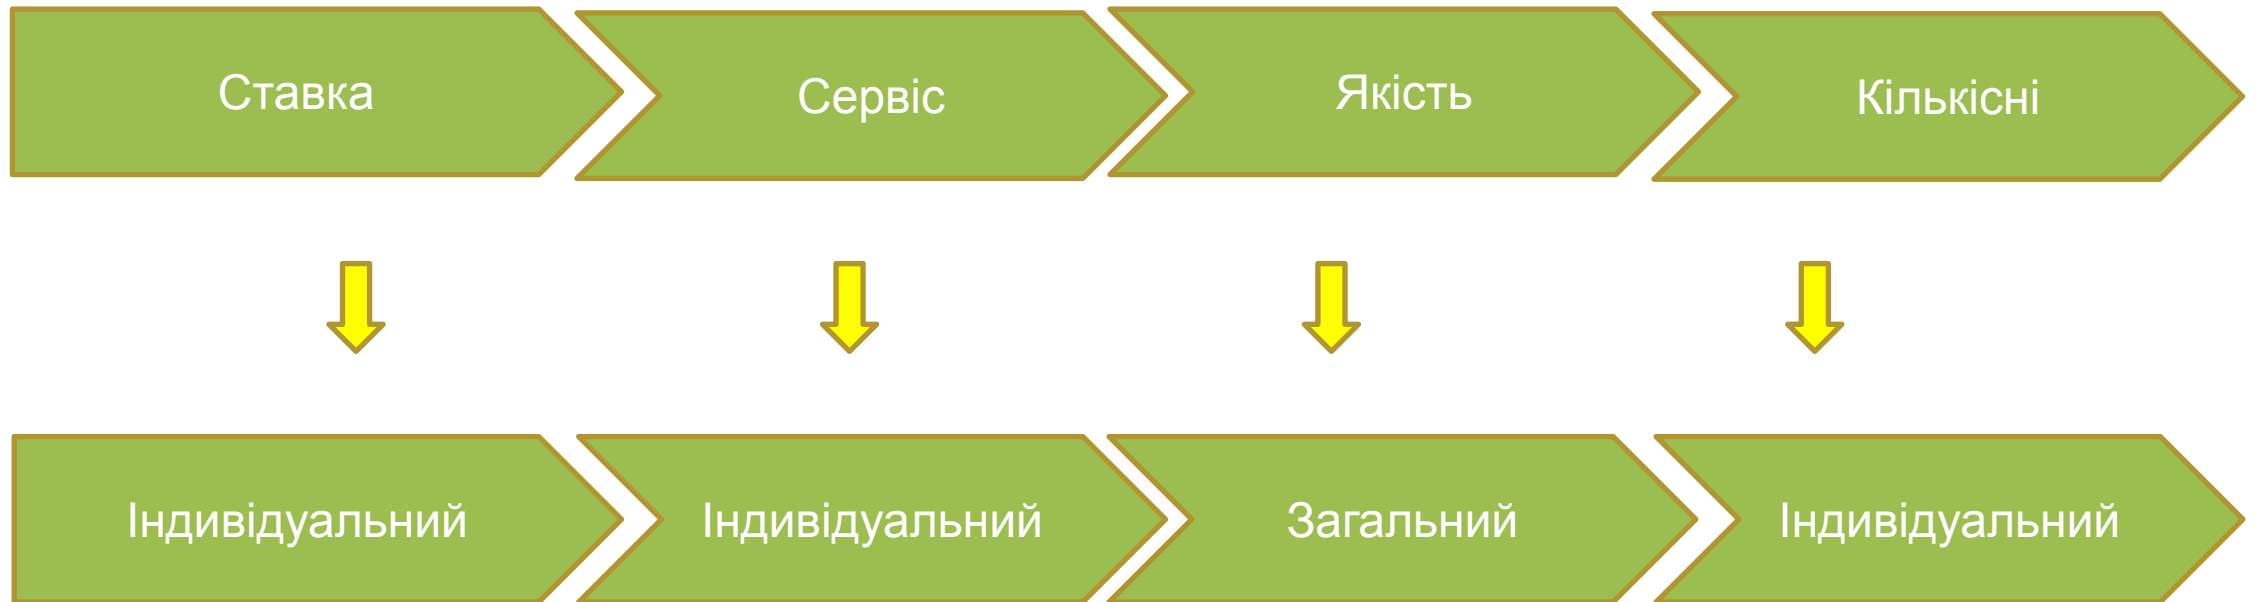 Ставка
Сервіс
Якість
Кількісні
Індивідуальний
Індивідуальний
Загальний
Індивідуальний